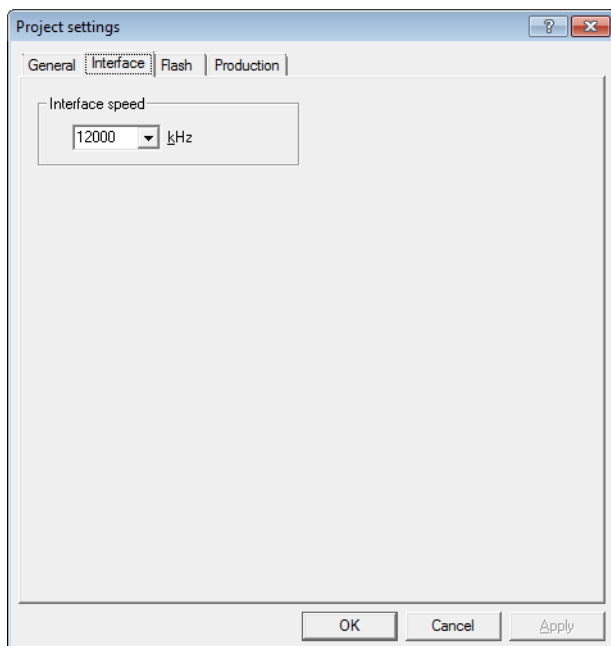 Project settings
General Interface Flash Production
Interface speed
12000 kHz
OK Cancel Apply